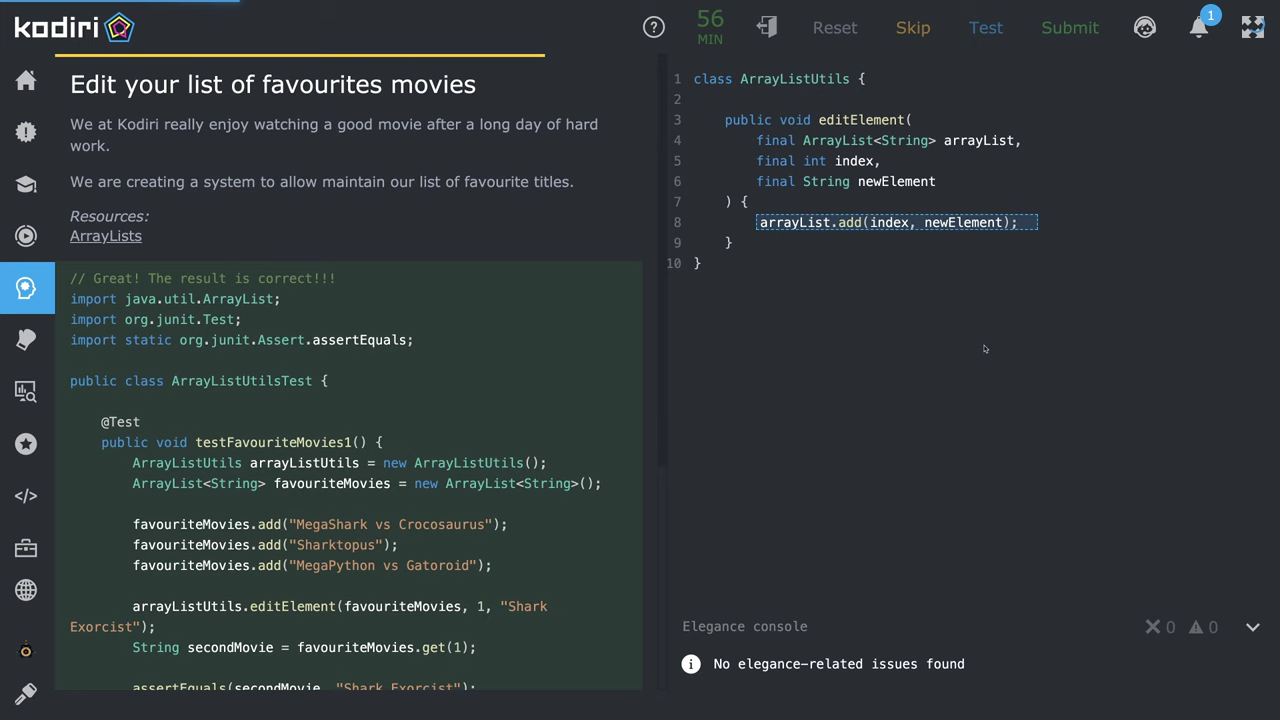 kodiri
56
MIN
Reset
Skip
Test
Submit
1
Edit your list of favourites movies
We at Kodiri really enjoy watching a good movie after a long day of hard
work.
We are creating a system to allow maintain our list of favourite titles.
Resources:
ArrayLists
// Great! The result is correct!!!
import java.util.ArrayList;
import org.junit.Test;
import static org.junit.Assert.assertEquals;
public class ArrayListUtilsTest {
@Test
public void testFavouriteMovies1() {
ArrayListUtils arrayListUtils = new ArrayListUtils();
ArrayList<String> favouriteMovies = new ArrayList<String>();
favouriteMovies.add("MegaShark vs Crocosaurus");
favouriteMovies.add("Sharktopus");
favouriteMovies.add("MegaPython vs Gatoroid");
arrayListUtils.editElement(favouriteMovies, 1, "Shark
Exorcist");
String secondMovie = favouriteMovies.get(1);
assertEquals(secondMovie, "Shark Exorcist");
1 class ArrayListUtils {
2
3 public void editElement(
4 final ArrayList<String> arrayList,
5 final int index,
6 final String newElement
7 ) {
8 arrayList.add(index, newElement);
9 }
10 }
Elegance console
0
0
No elegance-related issues found